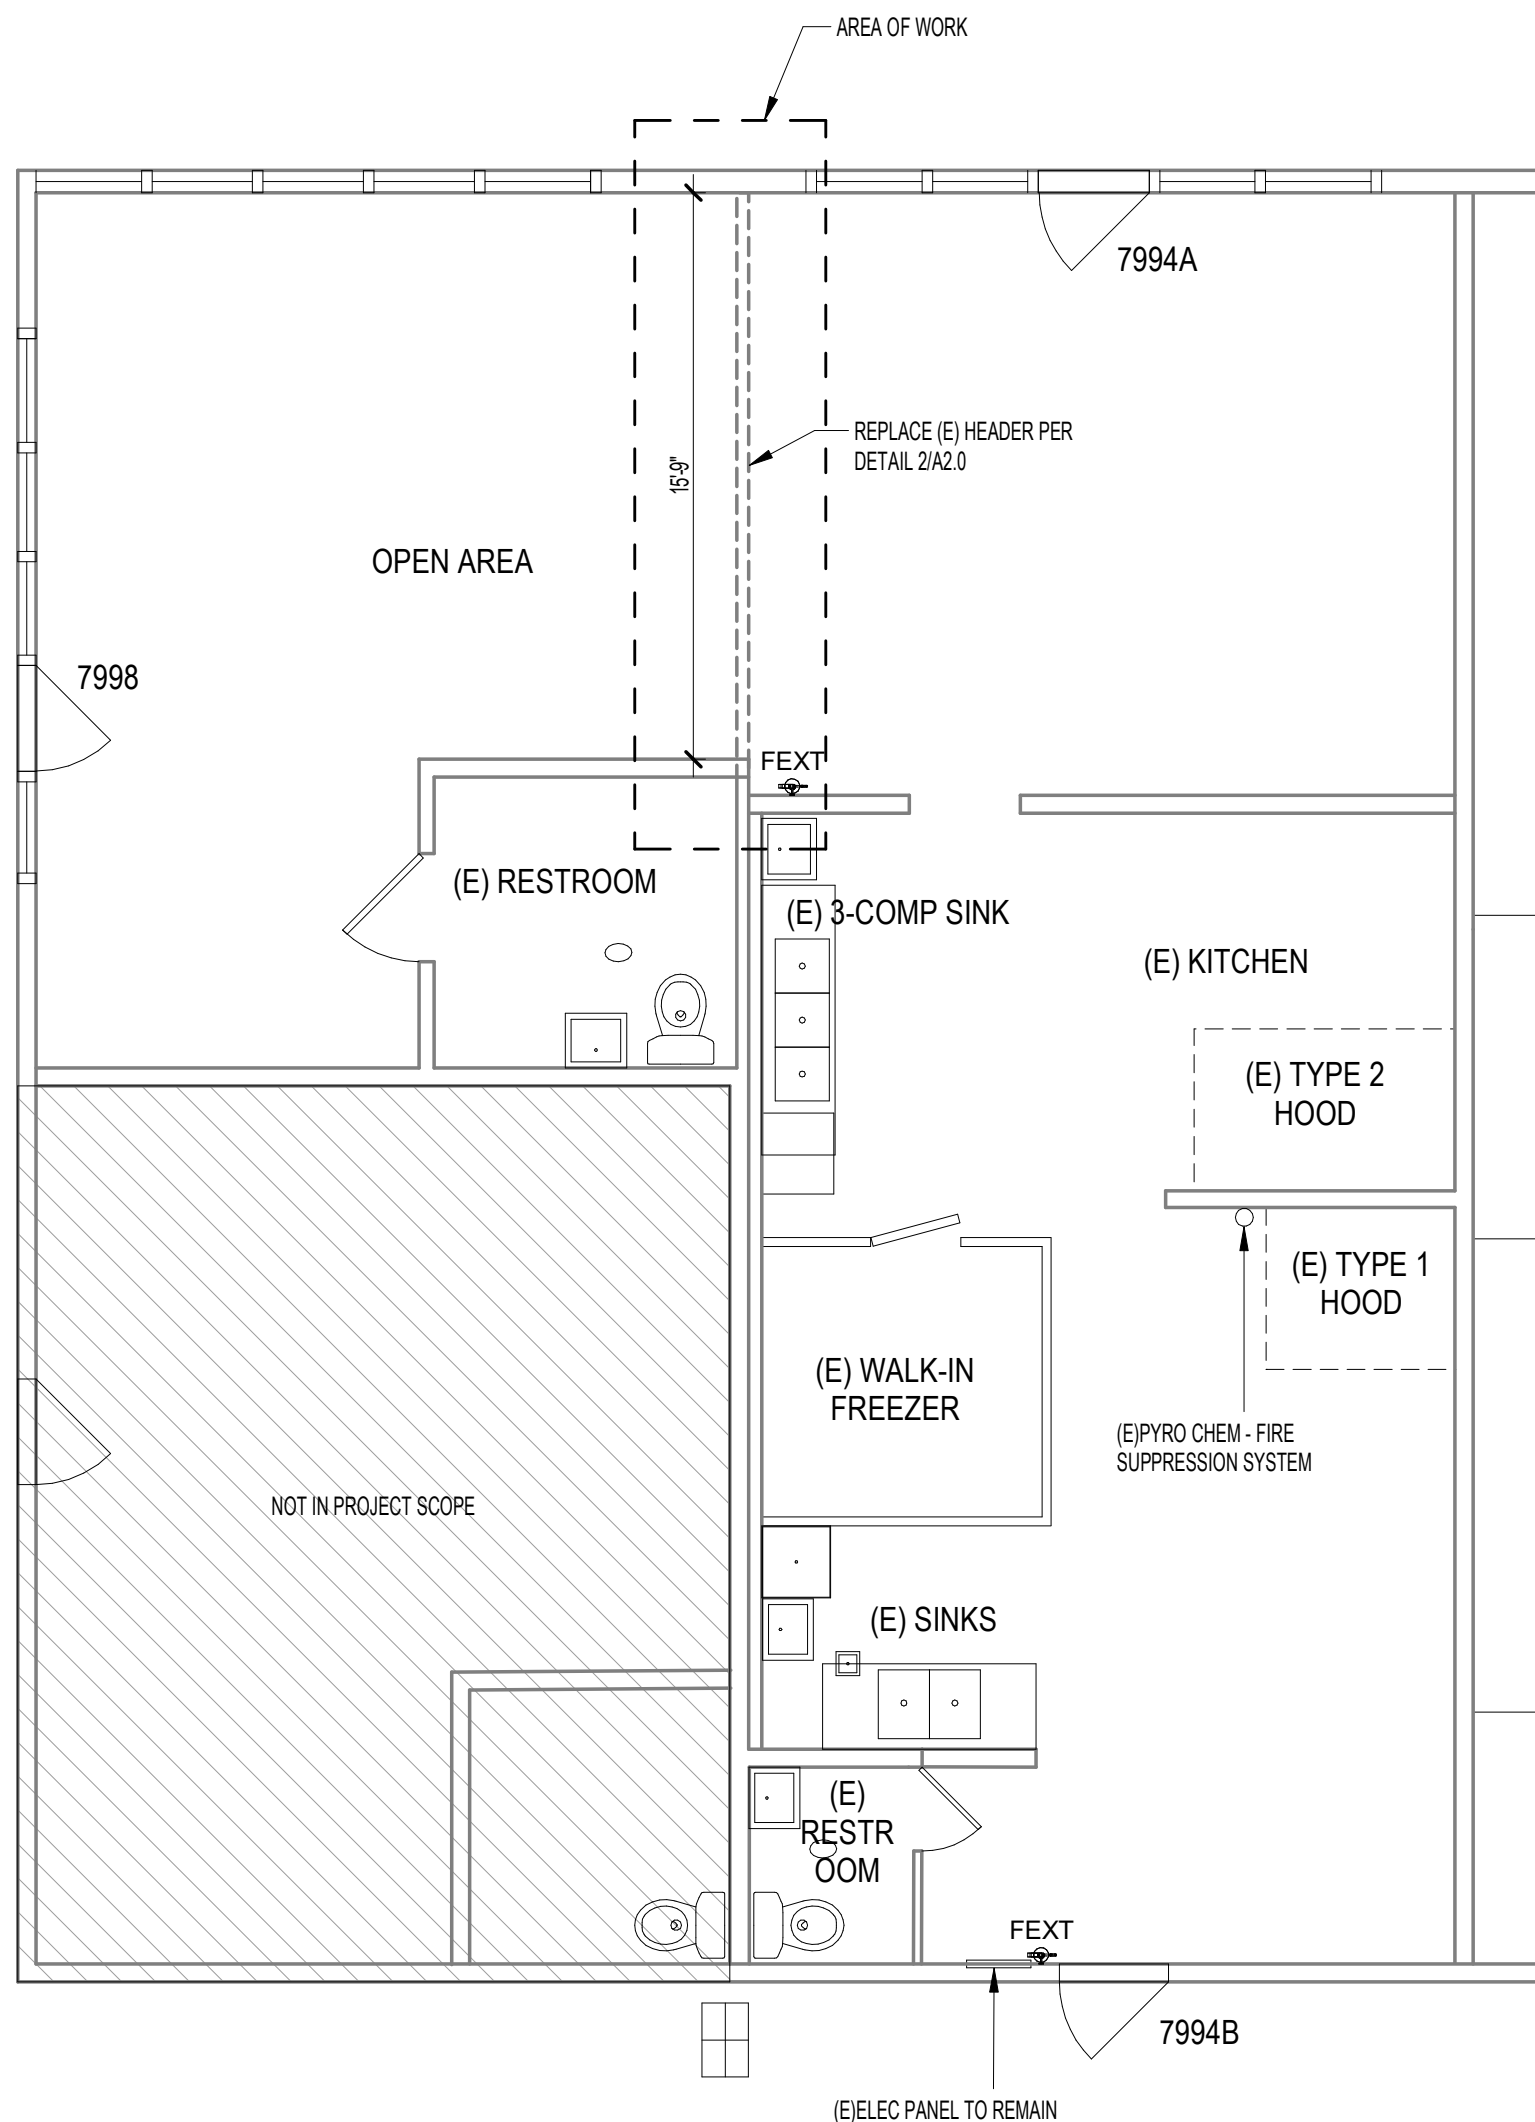 AREA OF WORK
7994A
REPLACE (E) HEADER PER
DETAIL 2/A2.0
15'-9"
OPEN AREA
7998
FEXT
(E) RESTROOM
(E) 3-COMP SINK
(E) KITCHEN
(E) TYPE 2
HOOD
(E) TYPE 1
HOOD
(E) WALK-IN
FREEZER
(E)PYRO CHEM - FIRE
SUPPRESSION SYSTEM
NOT IN PROJECT SCOPE
(E) SINKS
(E)
RESTR
OOM
FEXT
7994B
(E)ELEC PANEL TO REMAIN